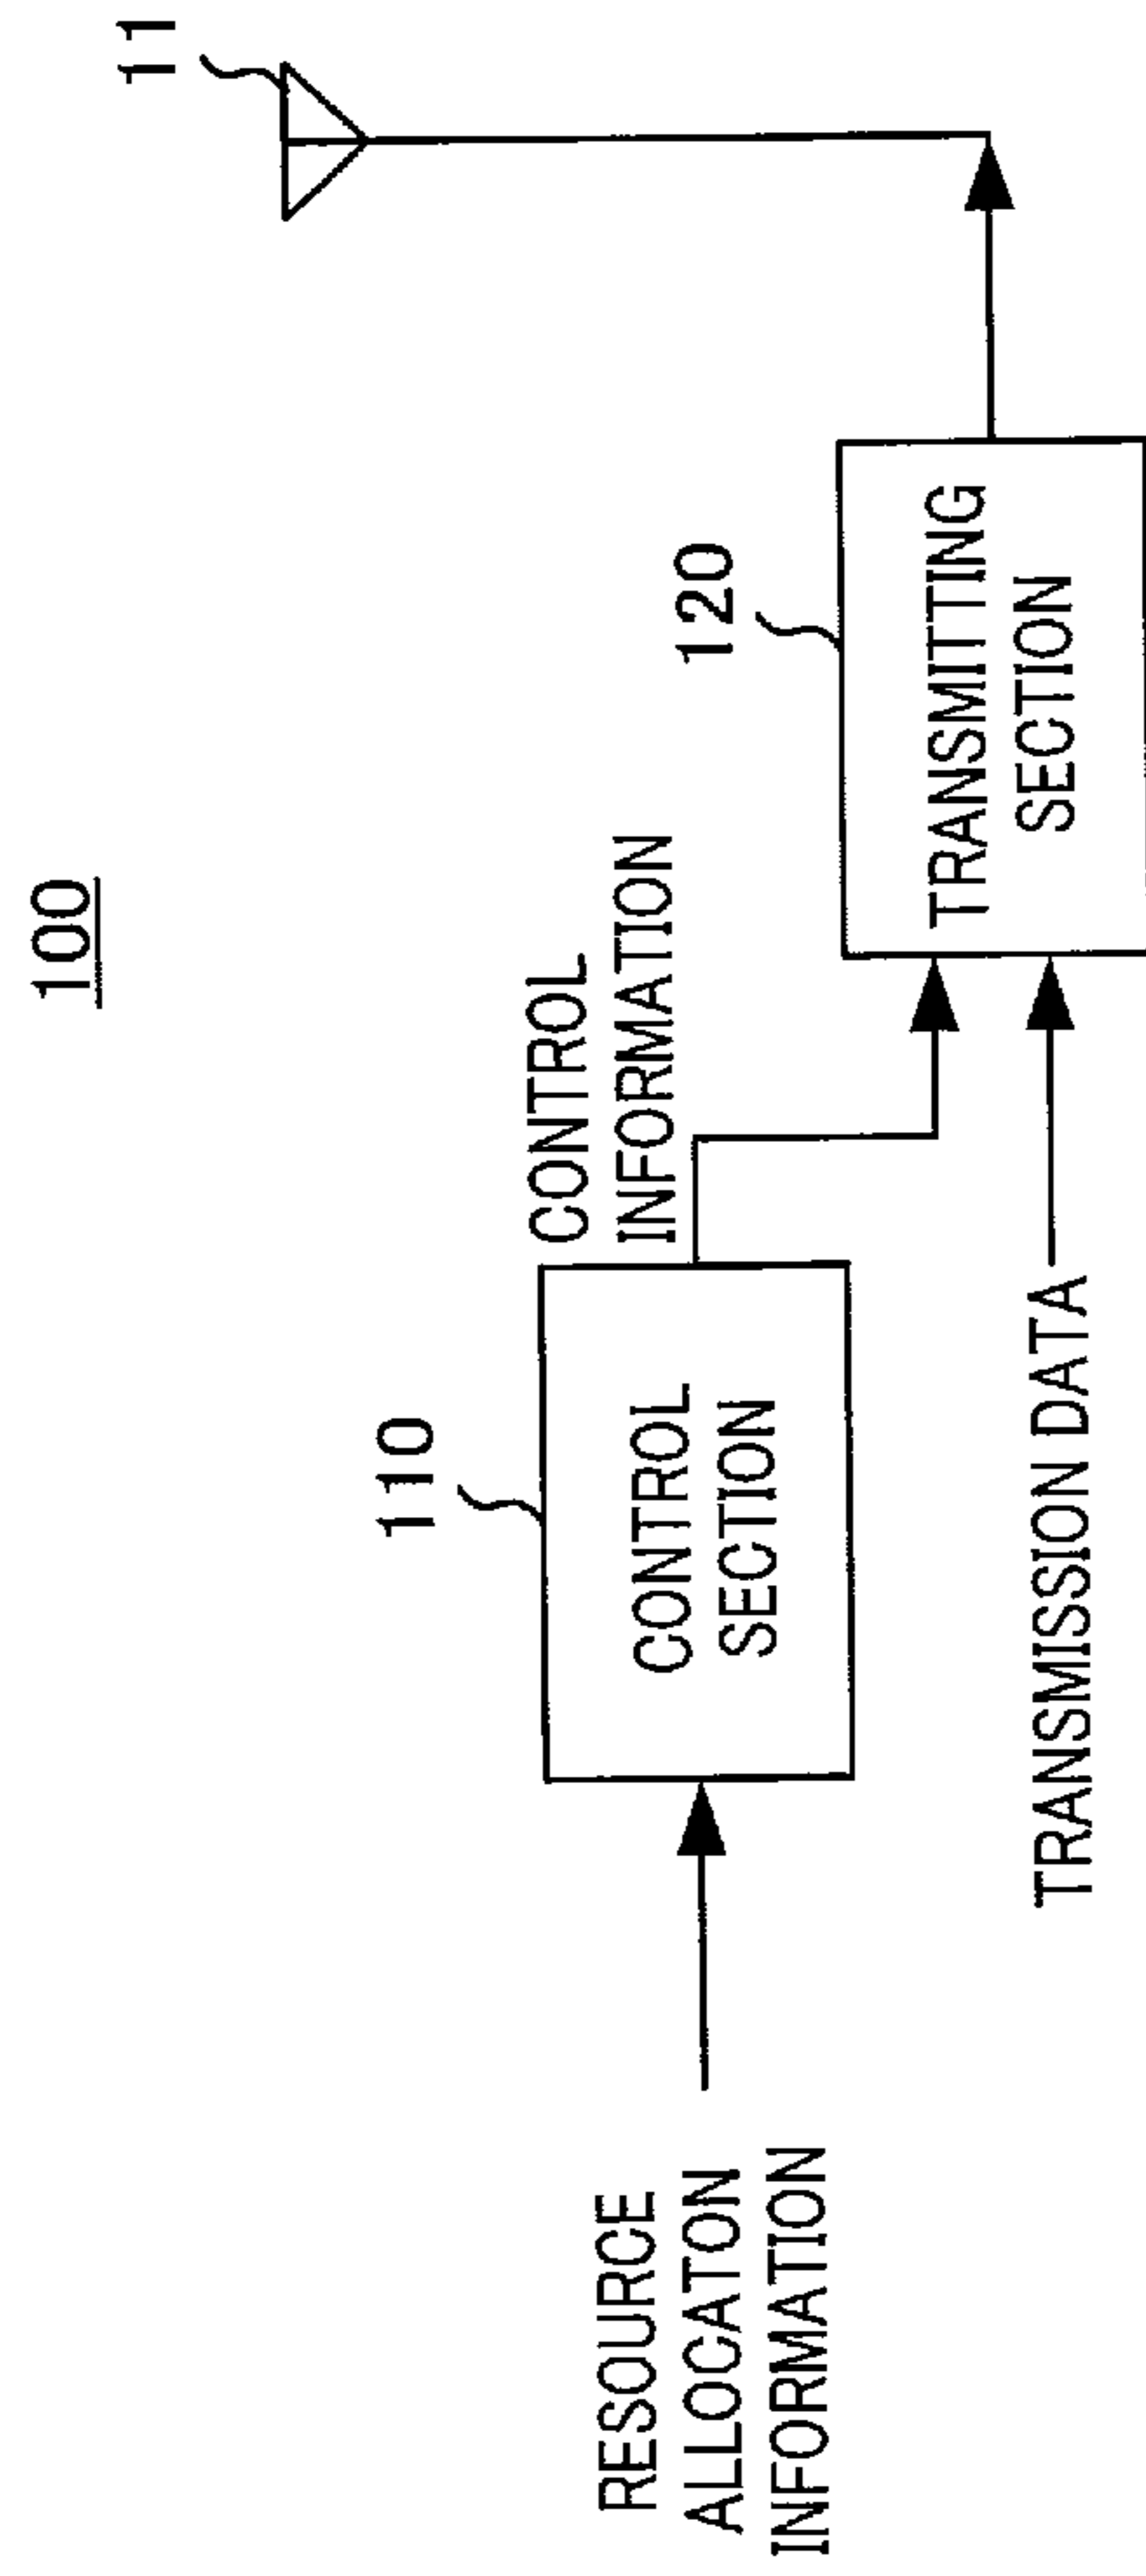 100
11
120
110
CONTROL
INFORMATION
TRANSMITTING
SECTION
CONTROL
SECTION
RESOURCE
ALLOCATON
INFORMATION
TRANSMISSION DATA